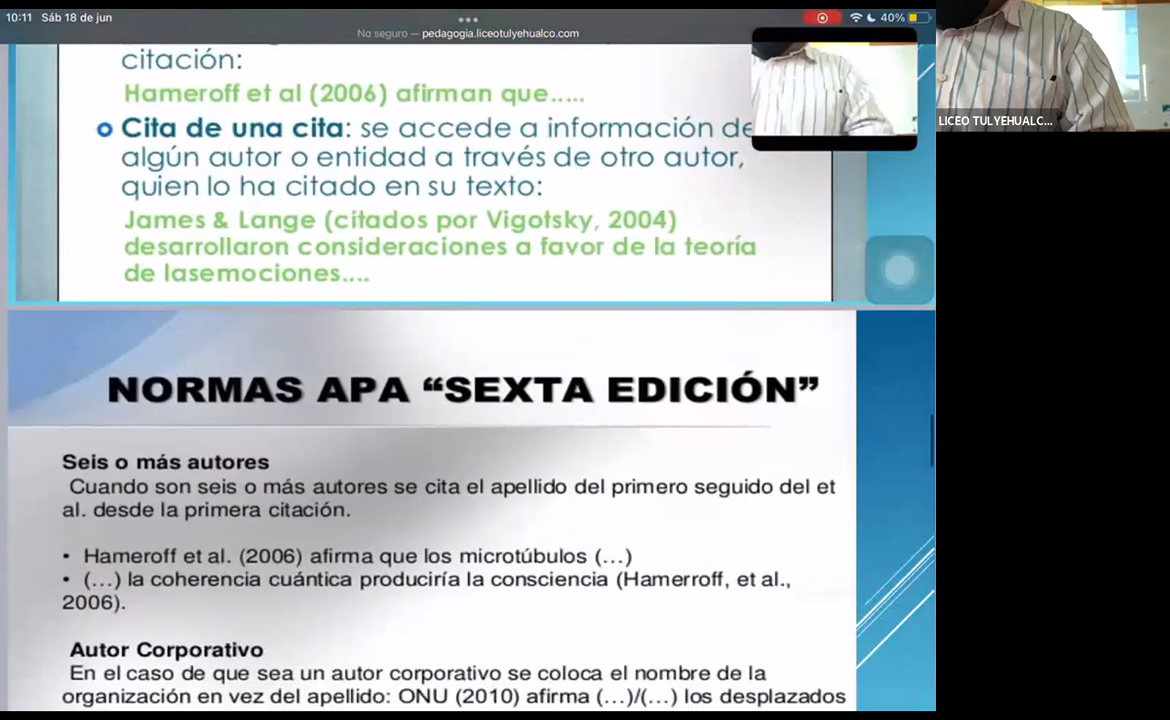 10:11 Sáb 18 de jun
40%
No seguro — pedagogia.liceotulyehualco.com
citación:
Hameroff et al (2006) afirman que.....
Cita de una cita: se accede a información de
algún autor o entidad a través de otro autor,
quien lo ha citado en su texto:
James & Lange (citados por Vigotsky, 2004)
desarrollaron consideraciones a favor de la teoría
de lasemociones....
LICEO TULYEHUALC...
NORMAS APA “SEXTA EDICIÓN”
Seis o más autores
Cuando son seis o más autores se cita el apellido del primero seguido del et
al. desde la primera citación.
• Hameroff et al. (2006) afirma que los microtúbulos (...)
• (...) la coherencia cuántica produciría la consciencia (Hamerroff, et al.,
2006).
Autor Corporativo
En el caso de que sea un autor corporativo se coloca el nombre de la
organización en vez del apellido: ONU (2010) afirma (...)/(...) los desplazados